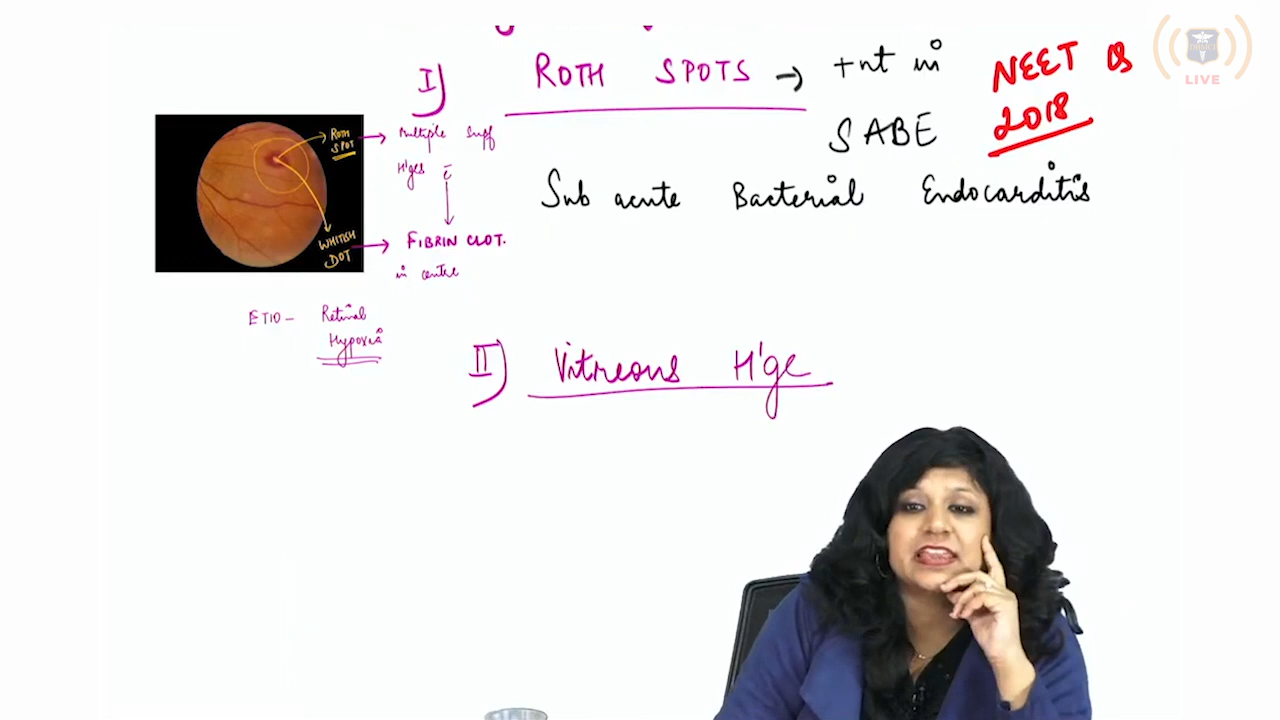 I) ROTH SPOTS → +nt in
SABE
NEET Qs
2018
Sub acute Bacterial Endocarditis
ROTH
SPOT
Multiple Supf
H'ges c̄
WHITISH
DOT
FIBRIN CLOT.
in centre
ETIO - Retinal
Hypoxia
II) Vitreous H'ge
LIVE